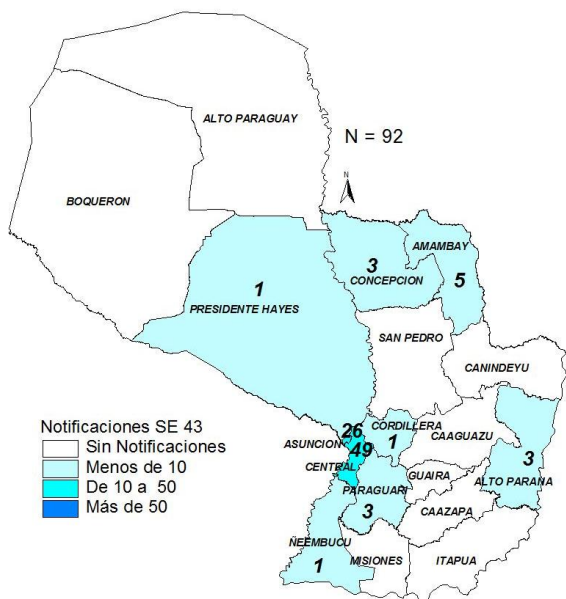 ALTO PARAGUAY
N = 92
N
BOQUERON
AMAMBAY
3
CONCEPCION
5
1
PRESIDENTE HAYES
SAN PEDRO
CANINDEYU
Notificaciones SE 43
Sin Notificaciones
Menos de 10
De 10 a 50
Más de 50
26
ASUNCION
49
CENTRAL
CORDILLERA
1
CAAGUAZU
3
ALTO PARANA
GUAIRA
PARAGUARI
3
CAAZAPA
ÑEEMBUCU
1
MISIONES
ITAPUA